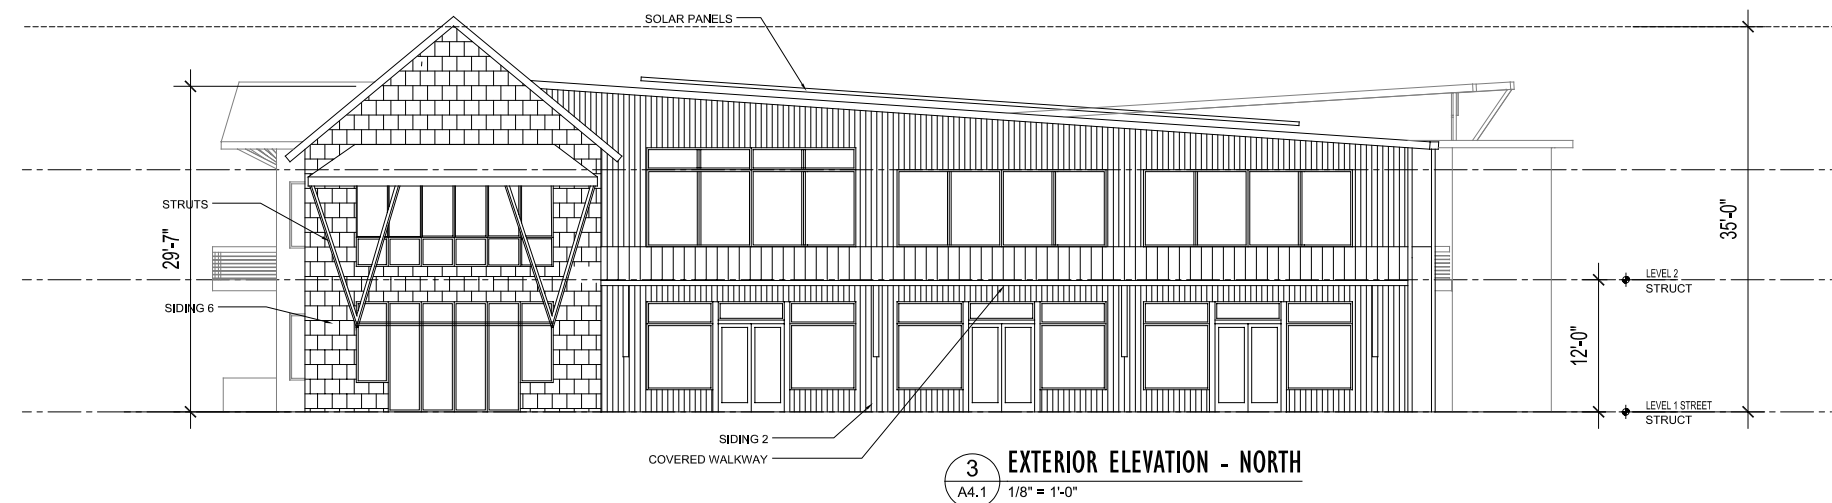 SOLAR PANELS
35'-0"
STRUTS
29'-7"
LEVEL 2
STRUCT
SIDING 6
12'-0"
LEVEL 1 STREET
STRUCT
SIDING 2
COVERED WALKWAY
3
A4.1
EXTERIOR ELEVATION - NORTH
1/8" = 1'-0"